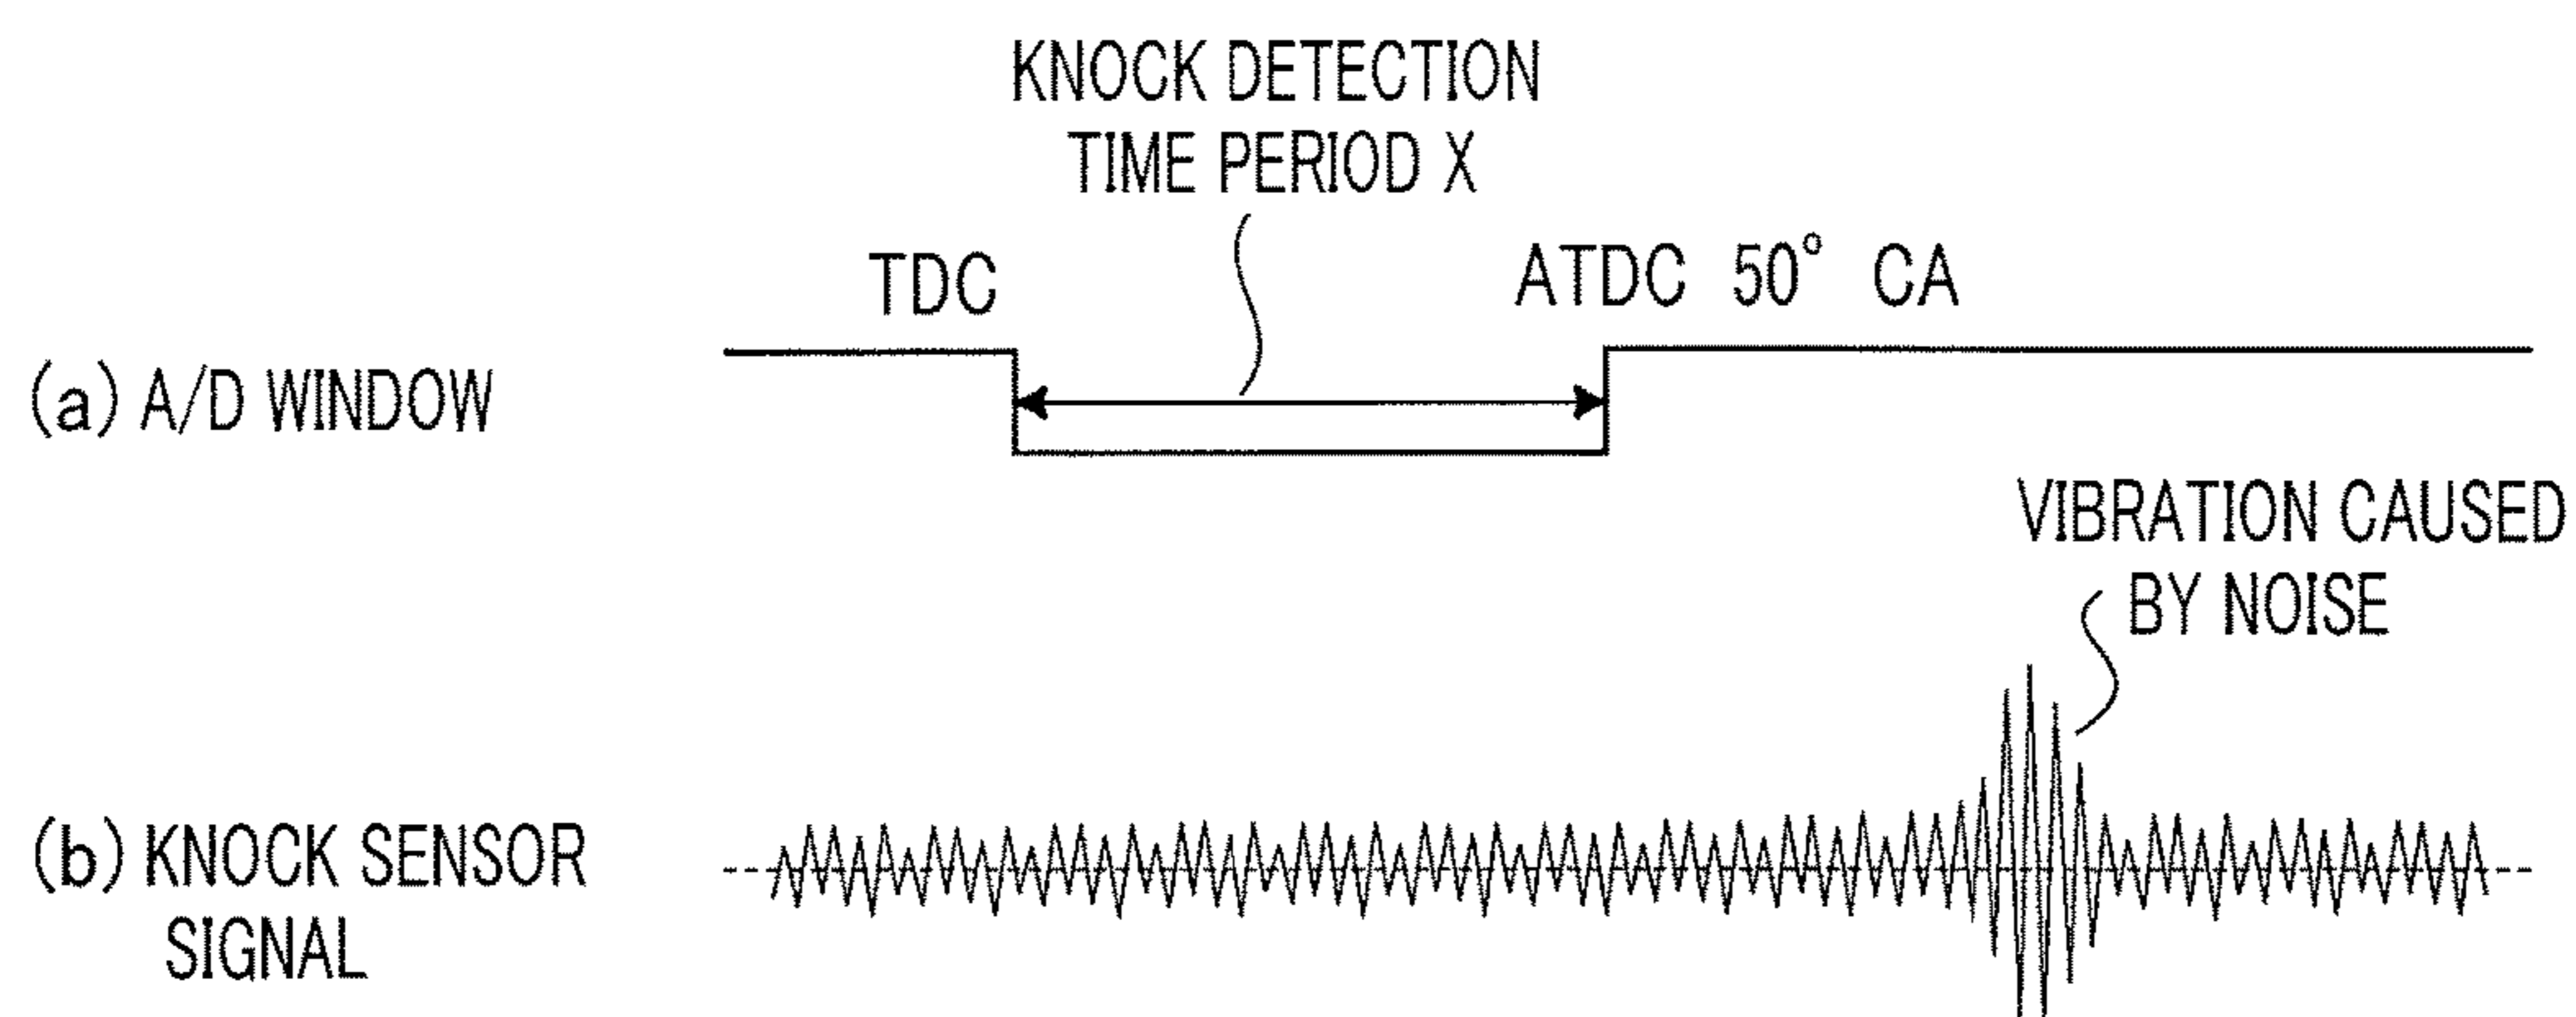 KNOCK DETECTION
TIME PERIOD X
TDC
ATDC 50° CA
(a) A/D WINDOW
VIBRATION CAUSED
BY NOISE
(b) KNOCK SENSOR
SIGNAL